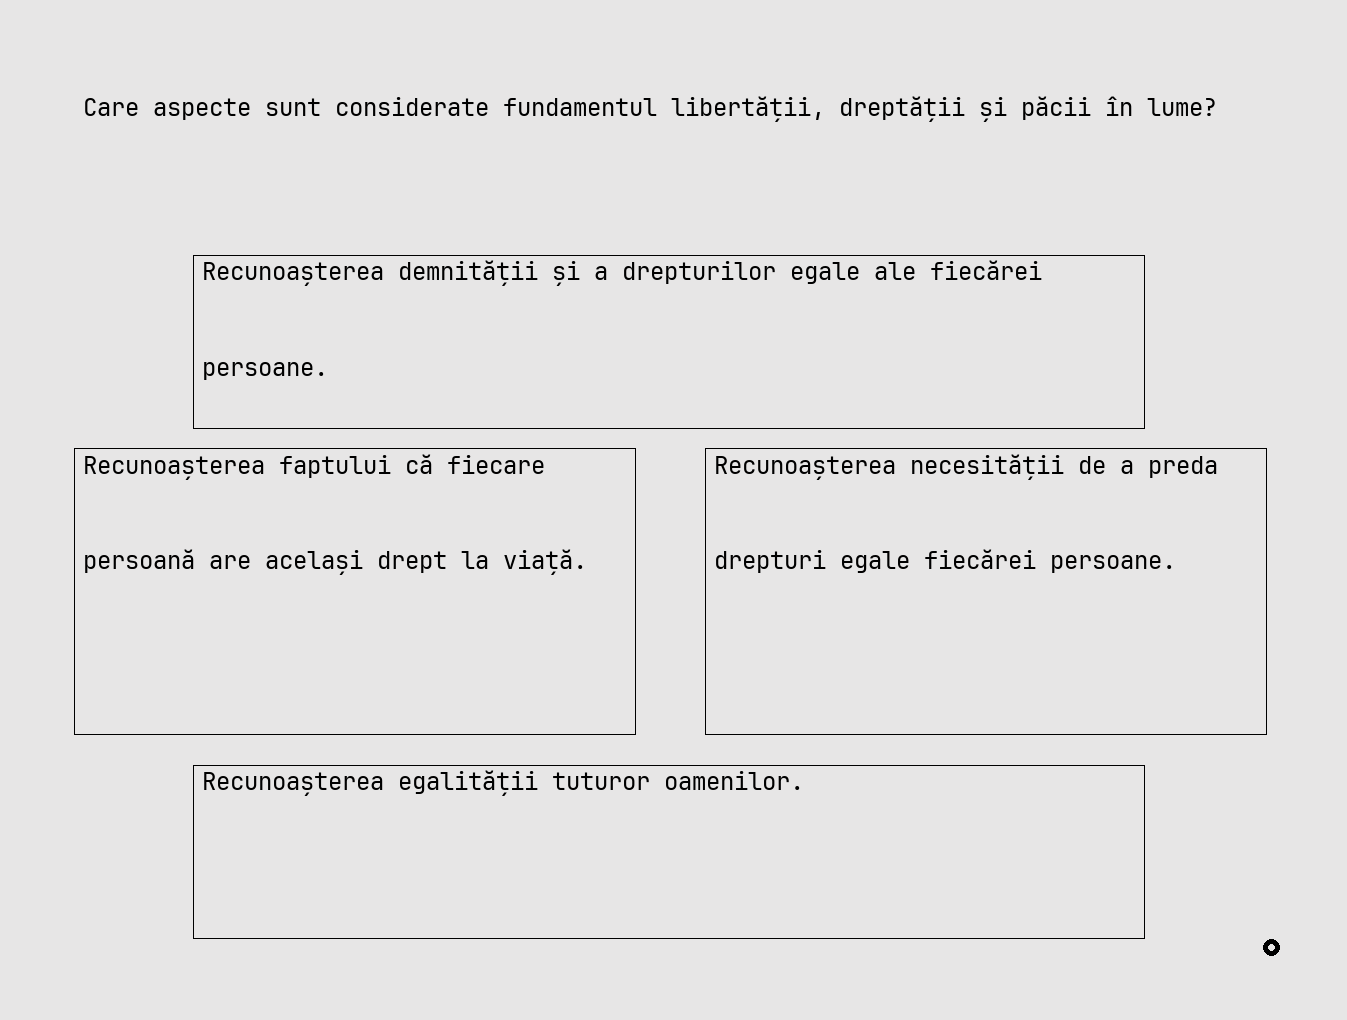 Care aspecte sunt considerate fundamentul libertății, dreptății și păcii în lume?
Recunoașterea demnității și a drepturilor egale ale fiecărei
persoane.
Recunoașterea faptului că fiecare
persoană are același drept la viață.
Recunoașterea necesității de a preda
drepturi egale fiecărei persoane.
Recunoașterea egalității tuturor oamenilor.